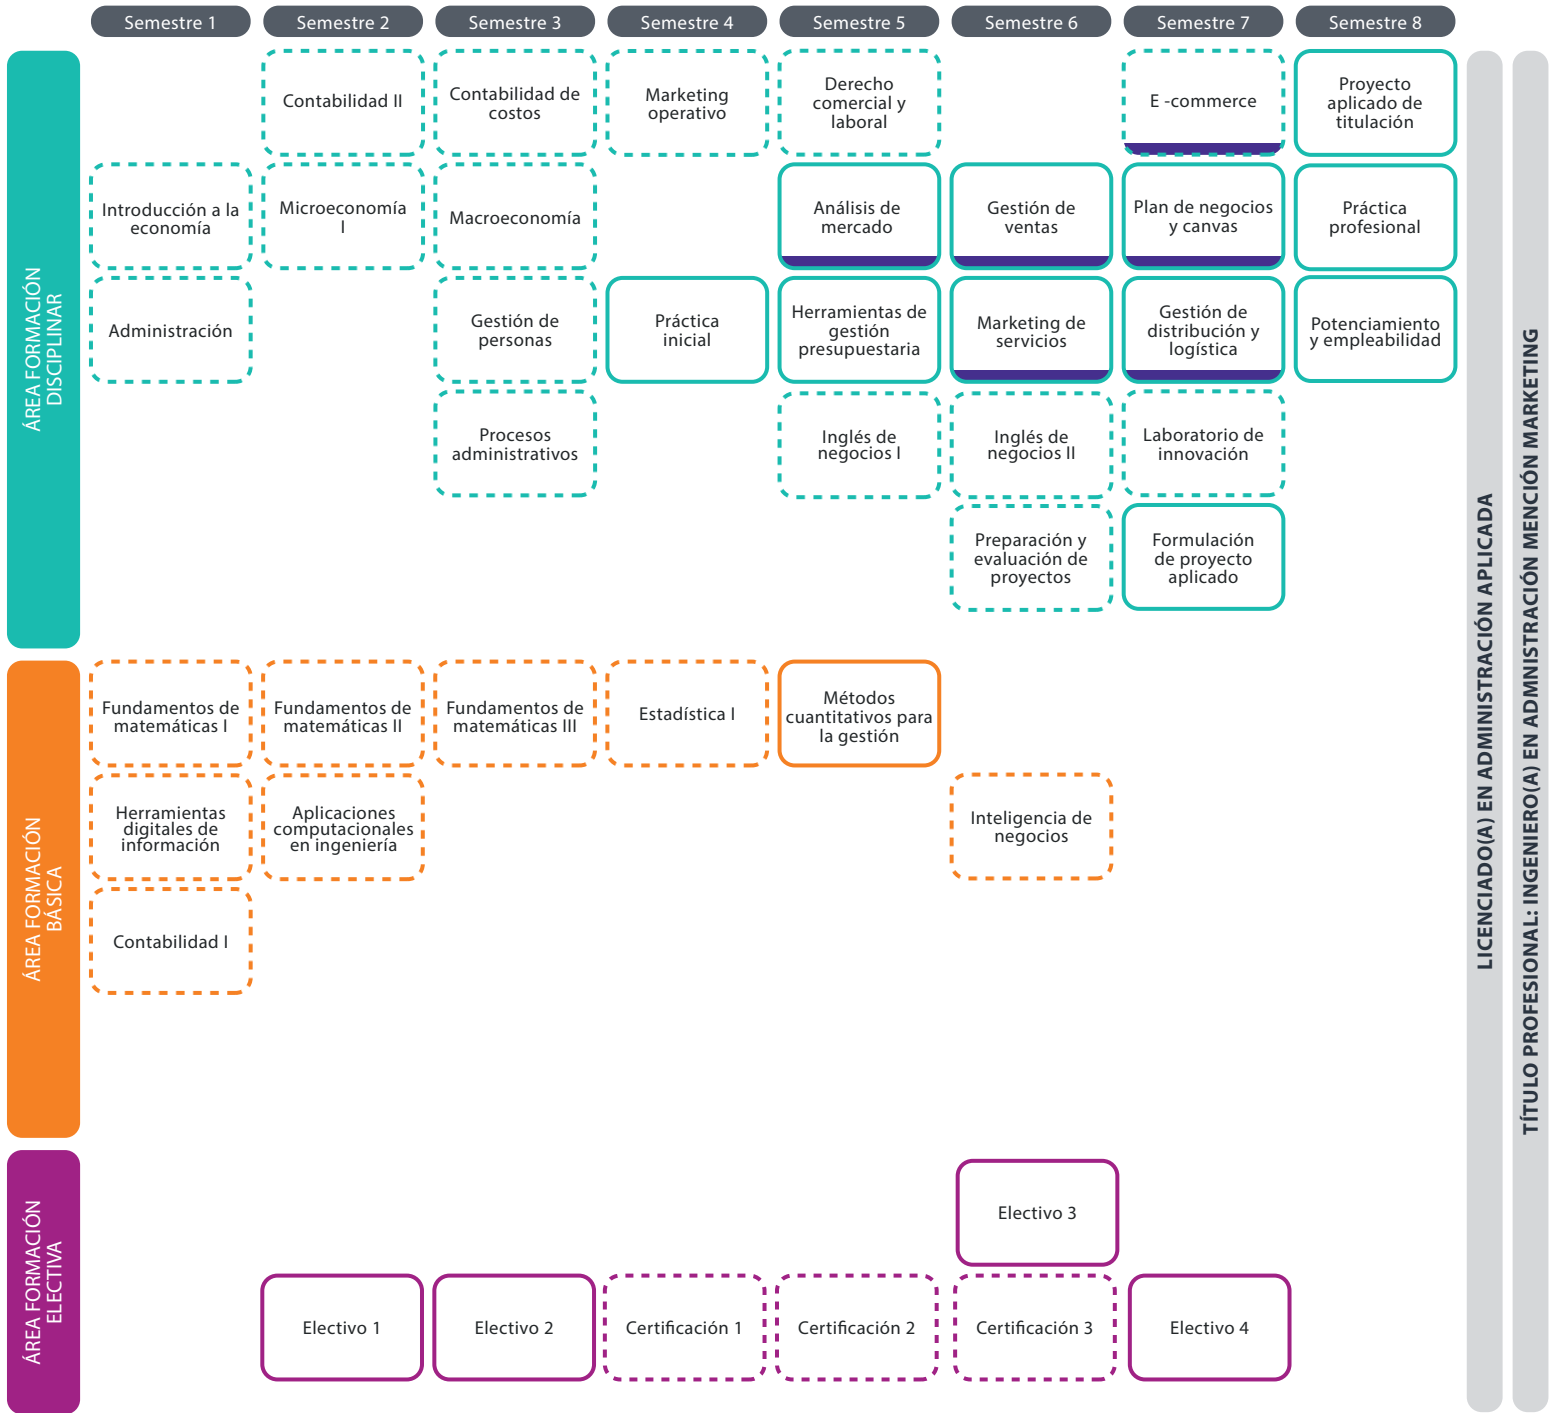 Semestre 1
Semestre 2
Semestre 3
Semestre 4
Semestre 5
Semestre 6
Semestre 7
Semestre 8
ÁREA FORMACIÓN
DISCIPLINAR
Contabilidad II
Contabilidad de
costos
Marketing
operativo
Derecho
comercial y
laboral
E -commerce
Proyecto
aplicado de
titulación
Introducción a la
economía
Microeconomía
I
Macroeconomía
Análisis de
mercado
Gestión de
ventas
Plan de negocios
y canvas
Práctica
profesional
Administración
Gestión de
personas
Práctica
inicial
Herramientas de
gestión
presupuestaria
Marketing de
servicios
Gestión de
distribución y
logística
Potenciamiento
y empleabilidad
Procesos
administrativos
Inglés de
negocios I
Inglés de
negocios II
Laboratorio de
innovación
Preparación y
evaluación de
proyectos
Formulación
de proyecto
aplicado
ÁREA FORMACIÓN
BÁSICA
Fundamentos de
matemáticas I
Fundamentos de
matemáticas II
Fundamentos de
matemáticas III
Estadística I
Métodos
cuantitativos para
la gestión
Herramientas
digitales de
información
Aplicaciones
computacionales
en ingeniería
Inteligencia de
negocios
Contabilidad I
ÁREA FORMACIÓN
ELECTIVA
Electivo 3
Electivo 1
Electivo 2
Certificación 1
Certificación 2
Certificación 3
Electivo 4
LICENCIADO(A) EN ADMINISTRACIÓN APLICADA
TÍTULO PROFESIONAL: INGENIERO(A) EN ADMNISTRACIÓN MENCIÓN MARKETING